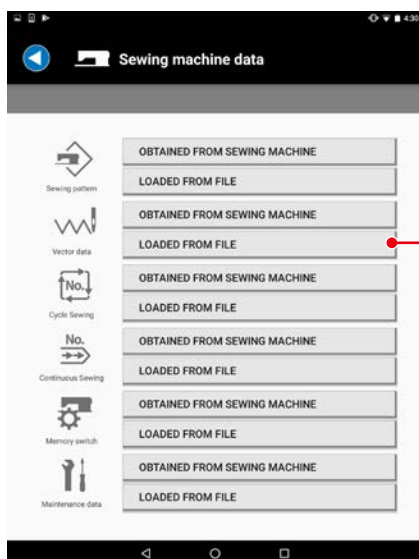 4:30
Sewing machine data
OBTAINED FROM SEWING MACHINE
LOADED FROM FILE
Sewing pattern
OBTAINED FROM SEWING MACHINE
LOADED FROM FILE
Vector data
OBTAINED FROM SEWING MACHINE
No.
LOADED FROM FILE
Cycle Sewing
OBTAINED FROM SEWING MACHINE
No.
LOADED FROM FILE
Continuous Sewing
OBTAINED FROM SEWING MACHINE
LOADED FROM FILE
Memory switch
OBTAINED FROM SEWING MACHINE
LOADED FROM FILE
Maintenance data